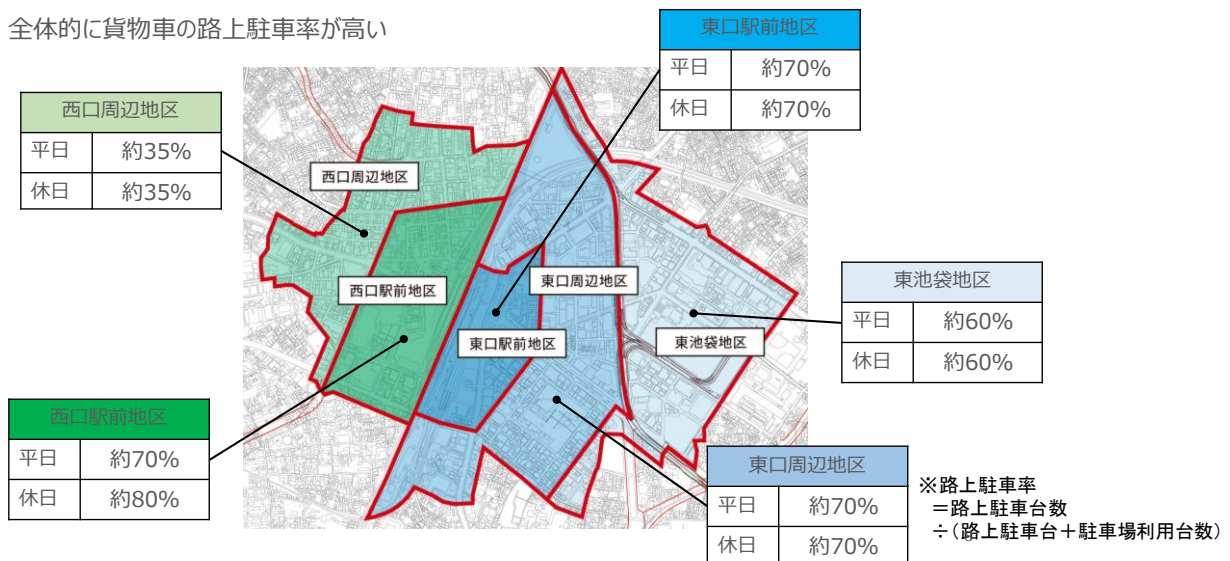 全体的に貨物車の路上駐車率が高い
東口駅前地区
平日 約70%
休日 約70%
西口周辺地区
平日 約35%
休日 約35%
西口周辺地区
西口駅前地区
東口周辺地区
東口駅前地区
東池袋地区
東池袋地区
平日 約60%
休日 約60%
西口駅前地区
平日 約70%
休日 約80%
東口周辺地区
平日 約70%
休日 約70%
※路上駐車率
＝路上駐車台数
÷(路上駐車台＋駐車場利用台数)